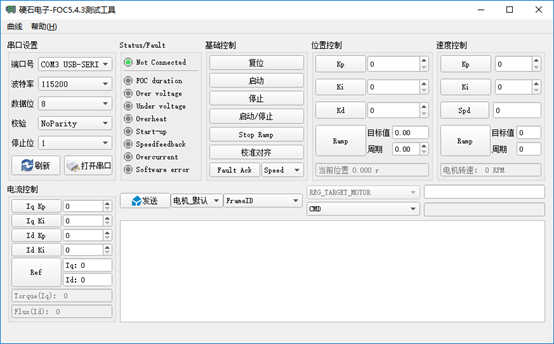 硬石电子-FOC5.4.3测试工具
曲线 帮助(H)
串口设置
端口号 COM3 USB-SERI
波特率 115200
数据位 8
校验 NoParity
停止位 1
刷新 打开串口
Status/Fault
Not Connected
FOC duration
Over voltage
Under voltage
Overheat
Start-up
Speedfeedback
Overcurrent
Software error
基础控制
复位
启动
停止
启动/停止
Stop Ramp
校准对齐
Fault Ack Speed
位置控制
Kp 0
Ki 0
Kd 0
Ramp 目标值 0.00
周期 0.00
当前位置 0.000 r
速度控制
Kp 0
Ki 0
Spd 0
Ramp 目标值 0
周期 0
电机转速: 0 RPM
电流控制
Iq Kp 0
Iq Ki 0
Id Kp 0
Id Ki 0
Ref Iq: 0
Id: 0
Torque(Iq): 0
Flux(Id): 0
发送 电机_默认 FrameID
REG_TARGET_MOTOR
CMD